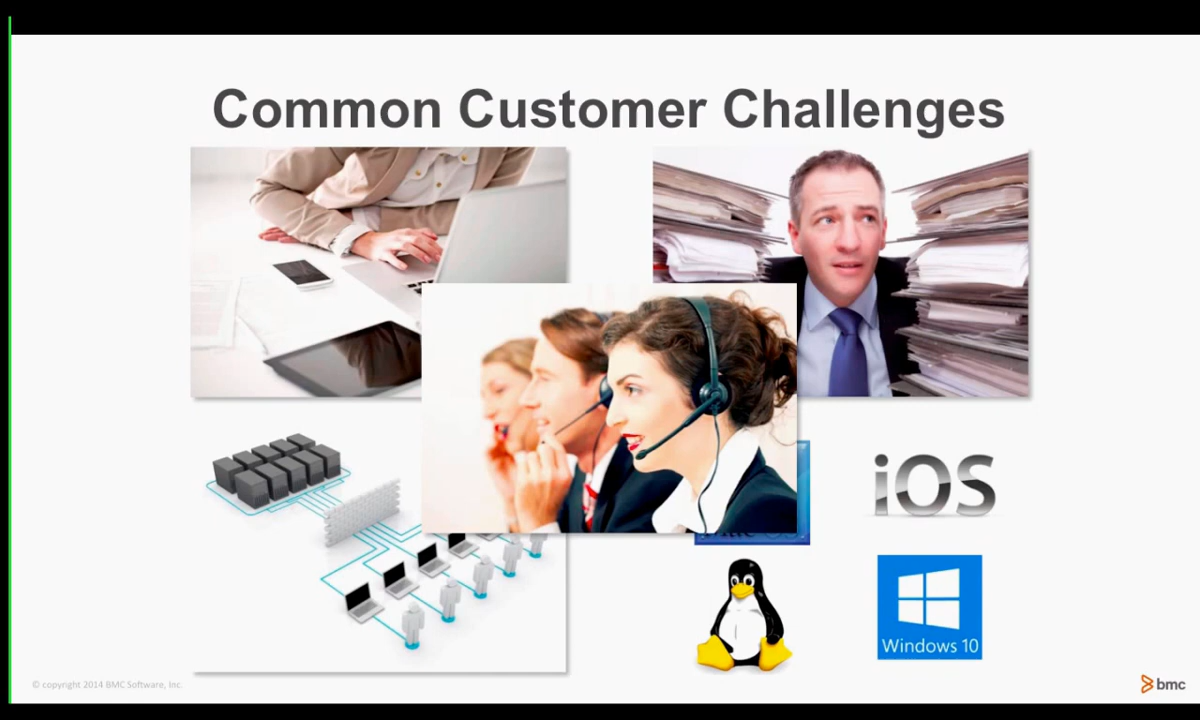 Common Customer Challenges
iOS
Windows 10
© copyright 2014 BMC Software, Inc.
bmc